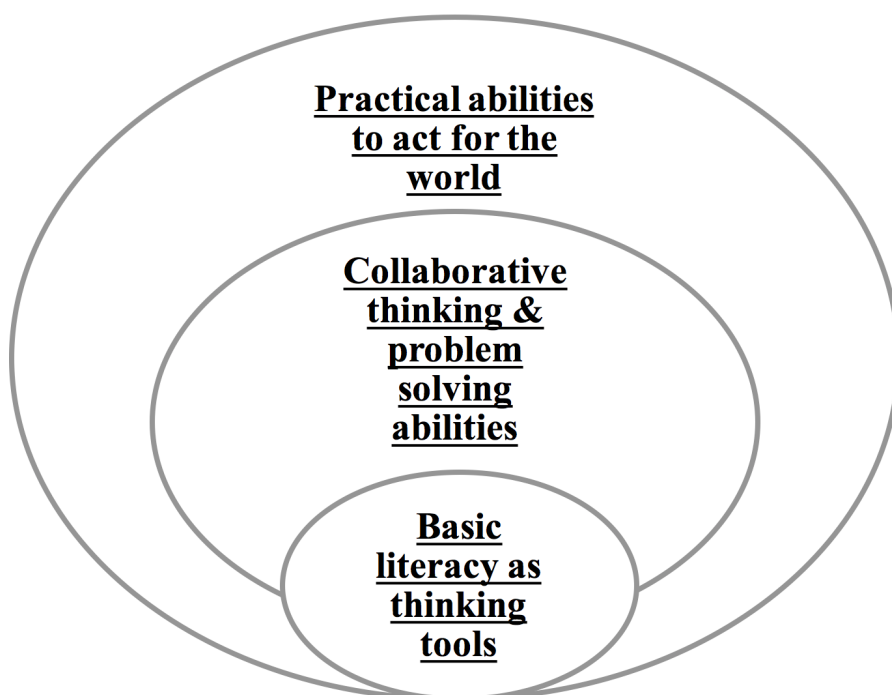 Practical abilities
to act for the
world
Collaborative
thinking &
problem
solving
abilities
Basic
literacy as
thinking
tools